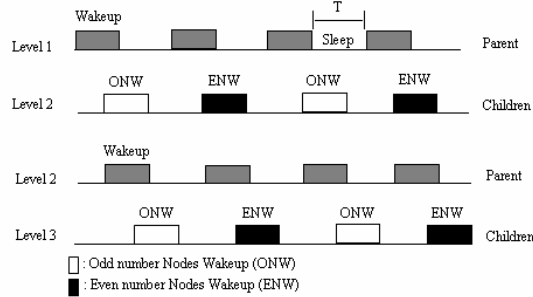 T
Wakeup
Level 1 Sleep Parent
ONW ENW ONW ENW
Level 2 Children
Wakeup
Level 2 Parent
ONW ENW ONW ENW
Level 3 Children
: Odd number Nodes Wakeup (ONW)
: Even number Nodes Wakeup (ENW)